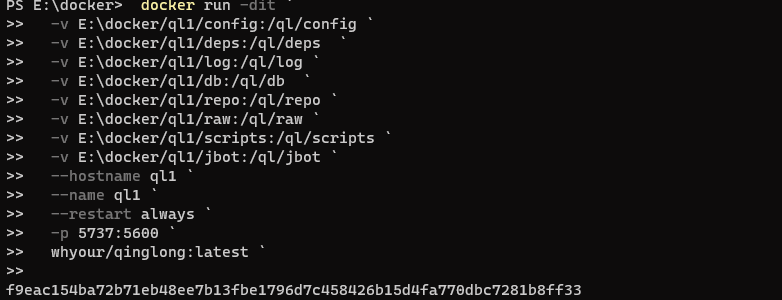 PS E:\docker>  docker run -dit `
>>   -v E:\docker/ql1/config:/ql/config `
>>   -v E:\docker/ql1/deps:/ql/deps  `
>>   -v E:\docker/ql1/log:/ql/log `
>>   -v E:\docker/ql1/db:/ql/db  `
>>   -v E:\docker/ql1/repo:/ql/repo `
>>   -v E:\docker/ql1/raw:/ql/raw `
>>   -v E:\docker/ql1/scripts:/ql/scripts `
>>   -v E:\docker/ql1/jbot:/ql/jbot `
>>   --hostname ql1 `
>>   --name ql1 `
>>   --restart always `
>>   -p 5737:5600 `
>>   whyour/qinglong:latest `
>>
f9eac154ba72b71eb48ee7b13fbe1796d7c458426b15d4fa770dbc7281b8ff33